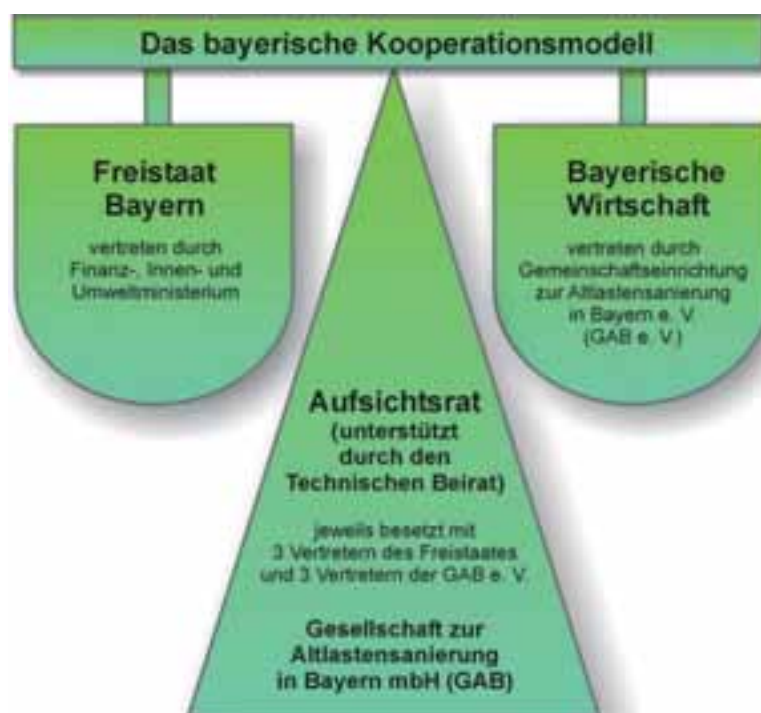 Das bayerische Kooperationsmodell
Freistaat
Bayern
vertreten durch
Finanz-, Innen- und
Umweltministerium
Bayerische
Wirtschaft
vertreten durch
Gemeinschaftseinrichtung
zur Altlastensanierung
in Bayern e. V.
(GAB e. V.)
Aufsichtsrat
(unterstützt
durch den
Technischen Beirat)
jeweils besetzt mit
3 Vertretern des Freistaates
und 3 Vertretern der GAB e. V.
Gesellschaft zur
Altlastensanierung
in Bayern mbH (GAB)